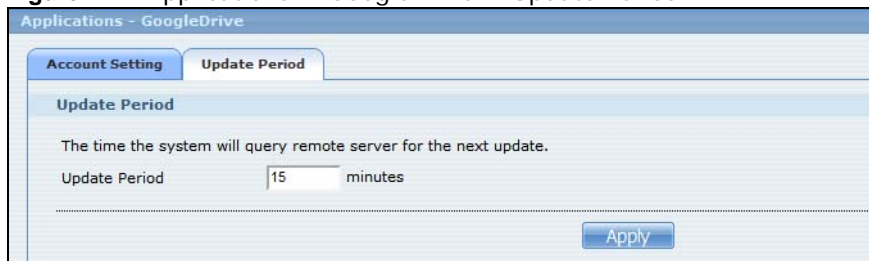 Applications - GoogleDrive
Account Setting Update Period
Update Period
The time the system will query remote server for the next update.
Update Period 15 minutes
Apply